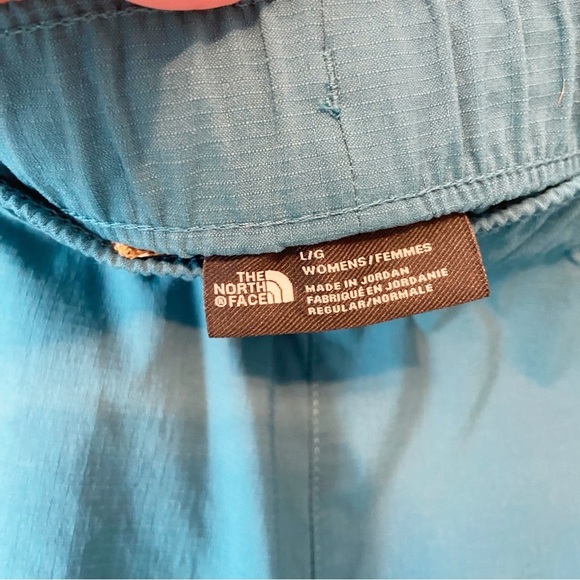 THE
NORTH
®FACE
L/G
WOMENS/FEMMES
MADE IN JORDAN
FABRIQUÉ EN JORDANIE
REGULAR/NORMALE